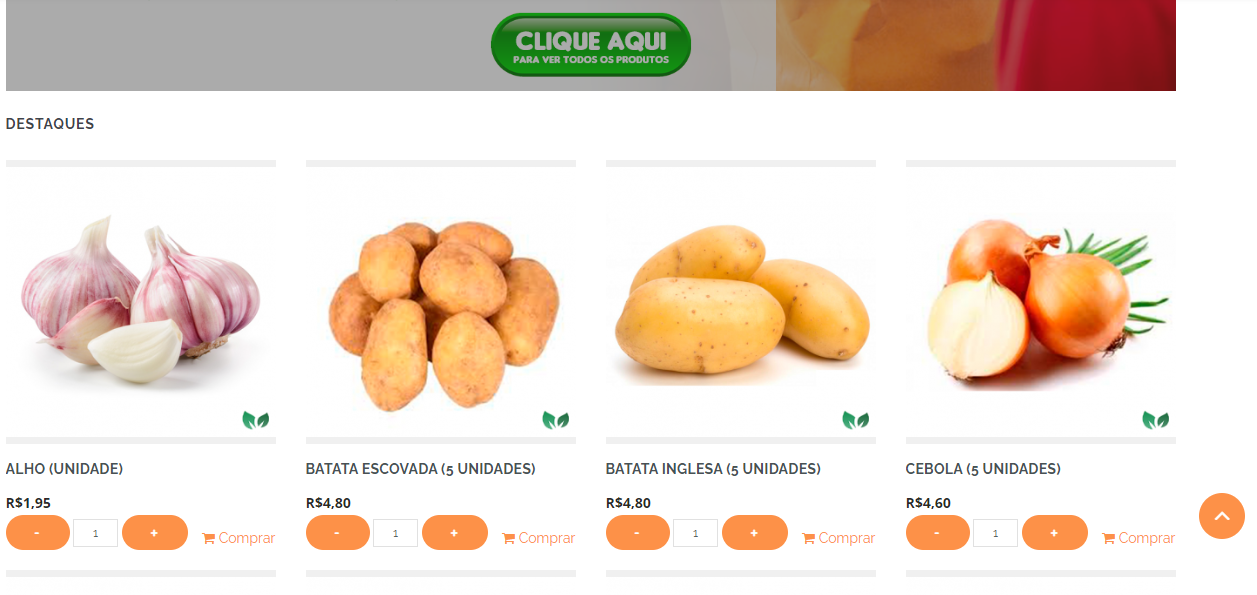 CLIQUE AQUI
PARA VER TODOS OS PRODUTOS
DESTAQUES
ALHO (UNIDADE)
R$1,95
- 1 + Comprar
BATATA ESCOVADA (5 UNIDADES)
R$4,80
- 1 + Comprar
BATATA INGLESA (5 UNIDADES)
R$4,80
- 1 + Comprar
CEBOLA (5 UNIDADES)
R$4,60
- 1 + Comprar